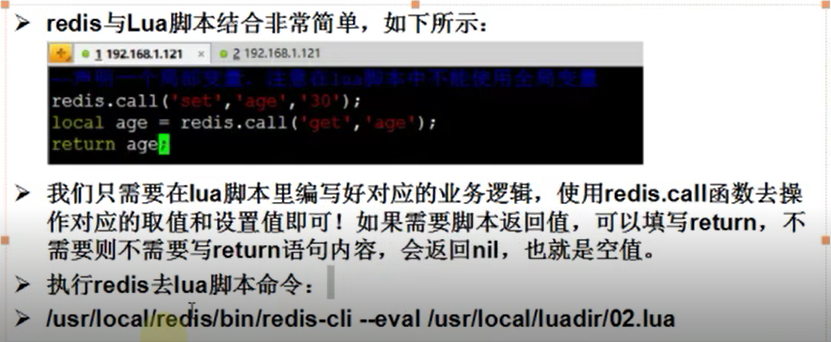 redis与Lua脚本结合非常简单，如下所示：
1 192.168.1.121 × 2 192.168.1.121
--声明一个局部变量，注意在lua脚本中不能使用全局变量
redis.call('set','age','30');
local age = redis.call('get','age');
return age;
我们只需要在lua脚本里编写好对应的业务逻辑，使用redis.call函数去操
作对应的取值和设置值即可！如果需要脚本返回值，可以填写return，不
需要则不需要写return语句内容，会返回nil，也就是空值。
执行redis去lua脚本命令：
/usr/local/redis/bin/redis-cli --eval /usr/local/luadir/02.lua